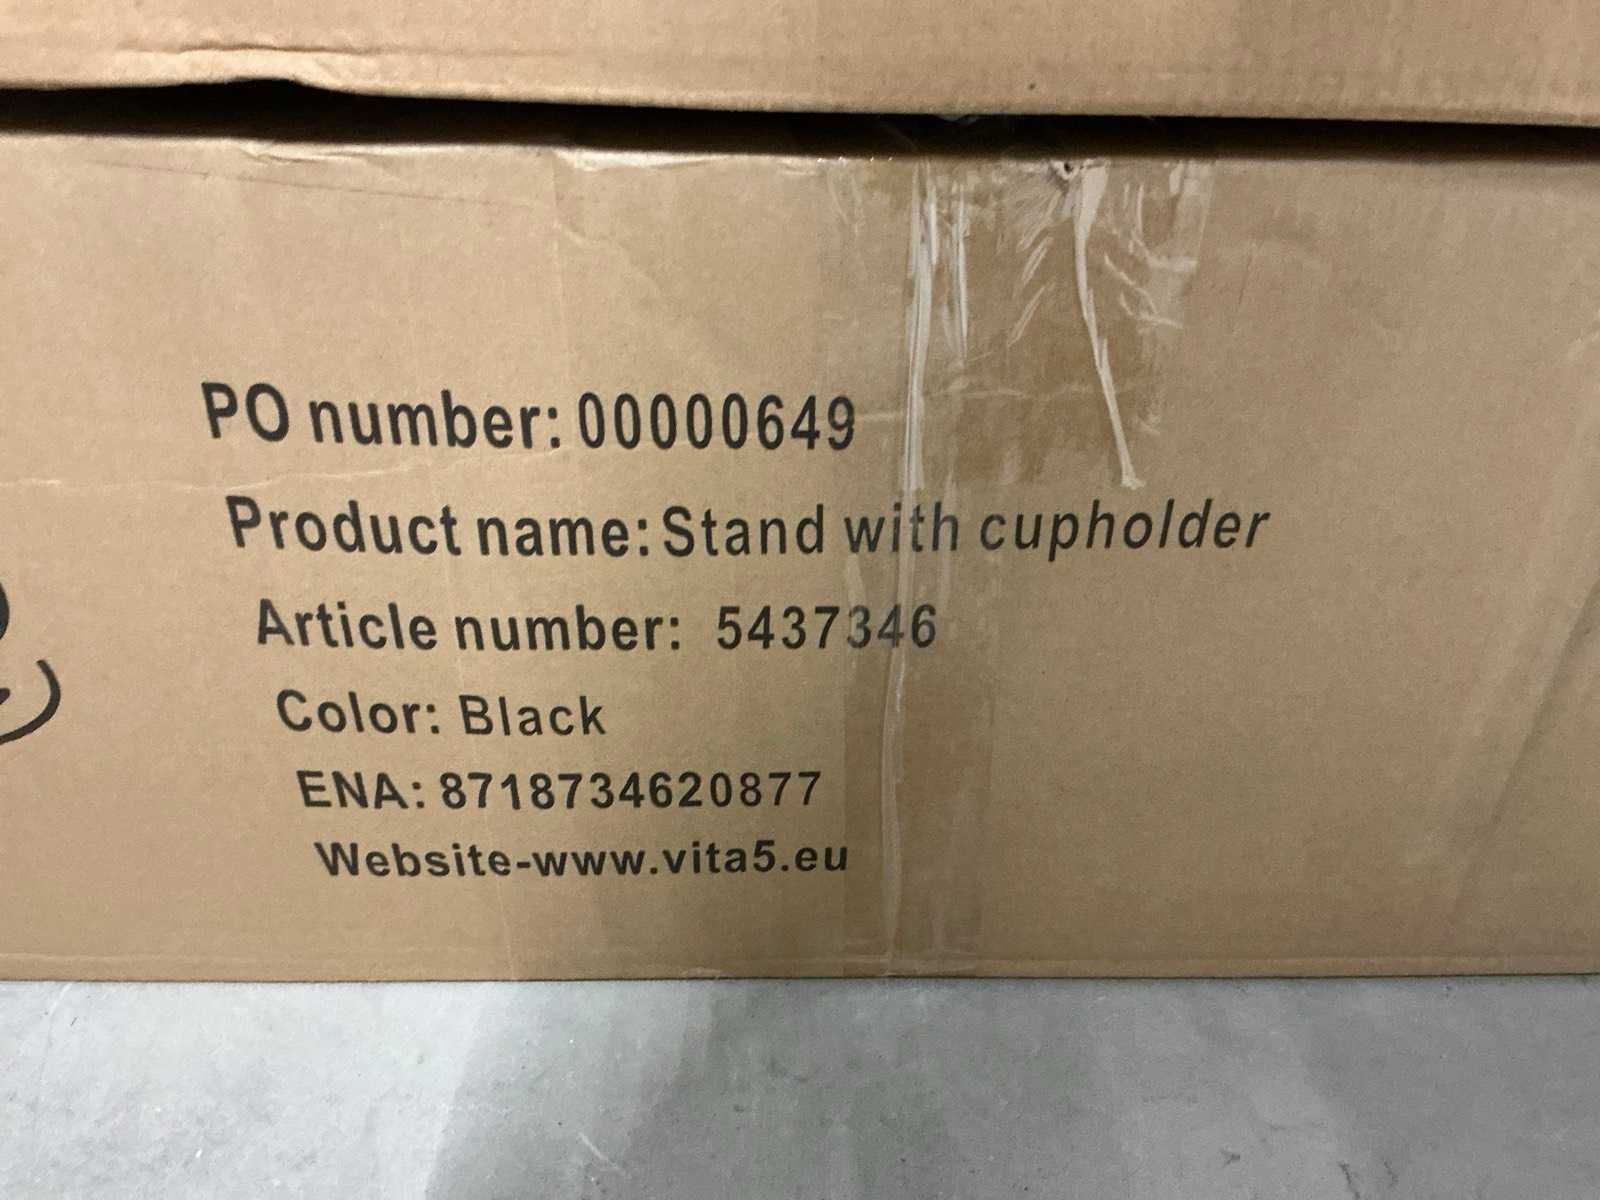 PO number: 00000649
Product name: Stand with cupholder
Article number: 5437346
Color: Black
ENA: 8718734620877
Website-www.vita5.eu